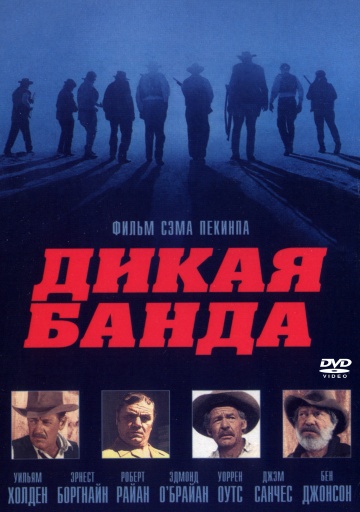 ФИЛЬМ СЭМА ПЕКИНПА
ДИКАЯ
БАНДА
DVD
VIDEO
УИЛЬЯМ ЭРНЕСТ РОБЕРТ ЭДМОНД УОРРЕН ДЖЭМ БЕН
ХОЛДЕН БОРГНАЙН РАЙАН О'БРАЙАН ОУТС САНЧЕС ДЖОНСОН